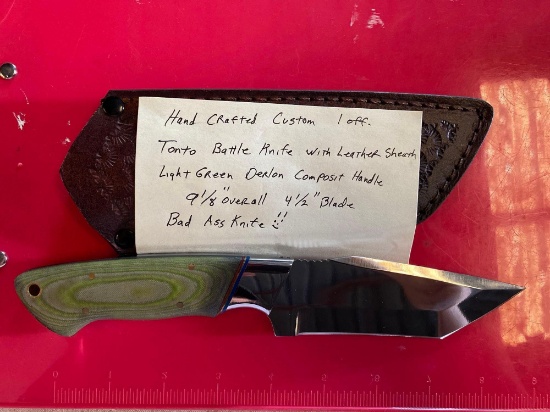 Hand Crafted Custom 1 off.
Tonto Battle Knife with Leather Sheath
Light Green Derlon Composit Handle
9 1/8" overall 4 1/2" Blade
Bad Ass Knife !!